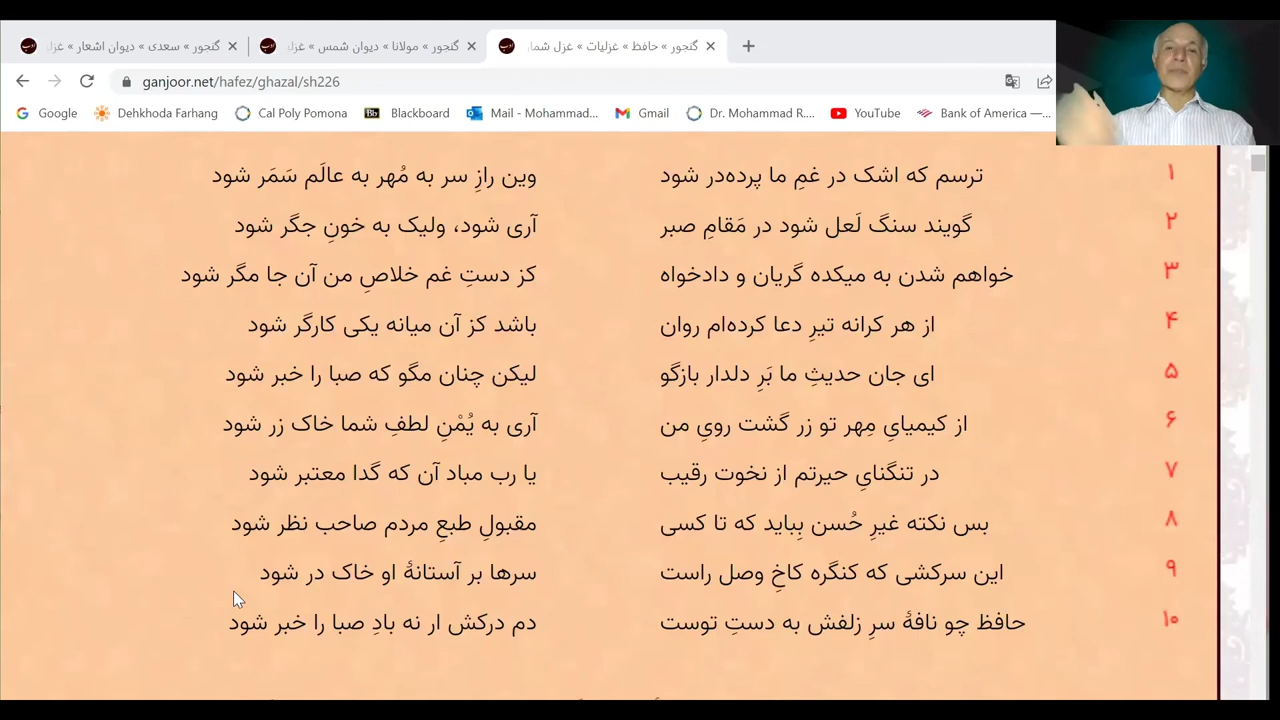 گنجور » سعدی » دیوان اشعار » غزل
گنجور » مولانا » دیوان شمس » غزل
گنجور » حافظ » غزلیات » غزل شما
ganjoor.net/hafez/ghazal/sh226
Google Dehkhoda Farhang Cal Poly Pomona Bb Blackboard Mail - Mohammad... Gmail Dr. Mohammad R.... YouTube Bank of America —...
۱ ترسم که اشک در غمِ ما پرده‌در شود وین رازِ سر به مُهر به عالَم سَمَر شود
۲ گویند سنگ لَعل شود در مَقامِ صبر آری شود، ولیک به خونِ جگر شود
۳ خواهم شدن به میکده گریان و دادخواه کز دستِ غم خلاصِ من آن جا مگر شود
۴ از هر کرانه تیرِ دعا کرده‌ام روان باشد کز آن میانه یکی کارگر شود
۵ ای جان حدیثِ ما بَرِ دلدار بازگو لیکن چنان مگو که صبا را خبر شود
۶ از کیمیایِ مِهر تو زر گشت رویِ من آری به یُمْنِ لطفِ شما خاک زر شود
۷ در تنگنایِ حیرتم از نخوت رقیب یا رب مباد آن که گدا معتبر شود
۸ بس نکته غیرِ حُسن بِباید که تا کسی مقبولِ طبعِ مردم صاحب نظر شود
۹ این سرکشی که کنگره کاخِ وصل راست سرها بر آستانهٔ او خاک در شود
۱۰ حافظ چو نافهٔ سرِ زلفش به دستِ توست دم درکش ار نه بادِ صبا را خبر شود